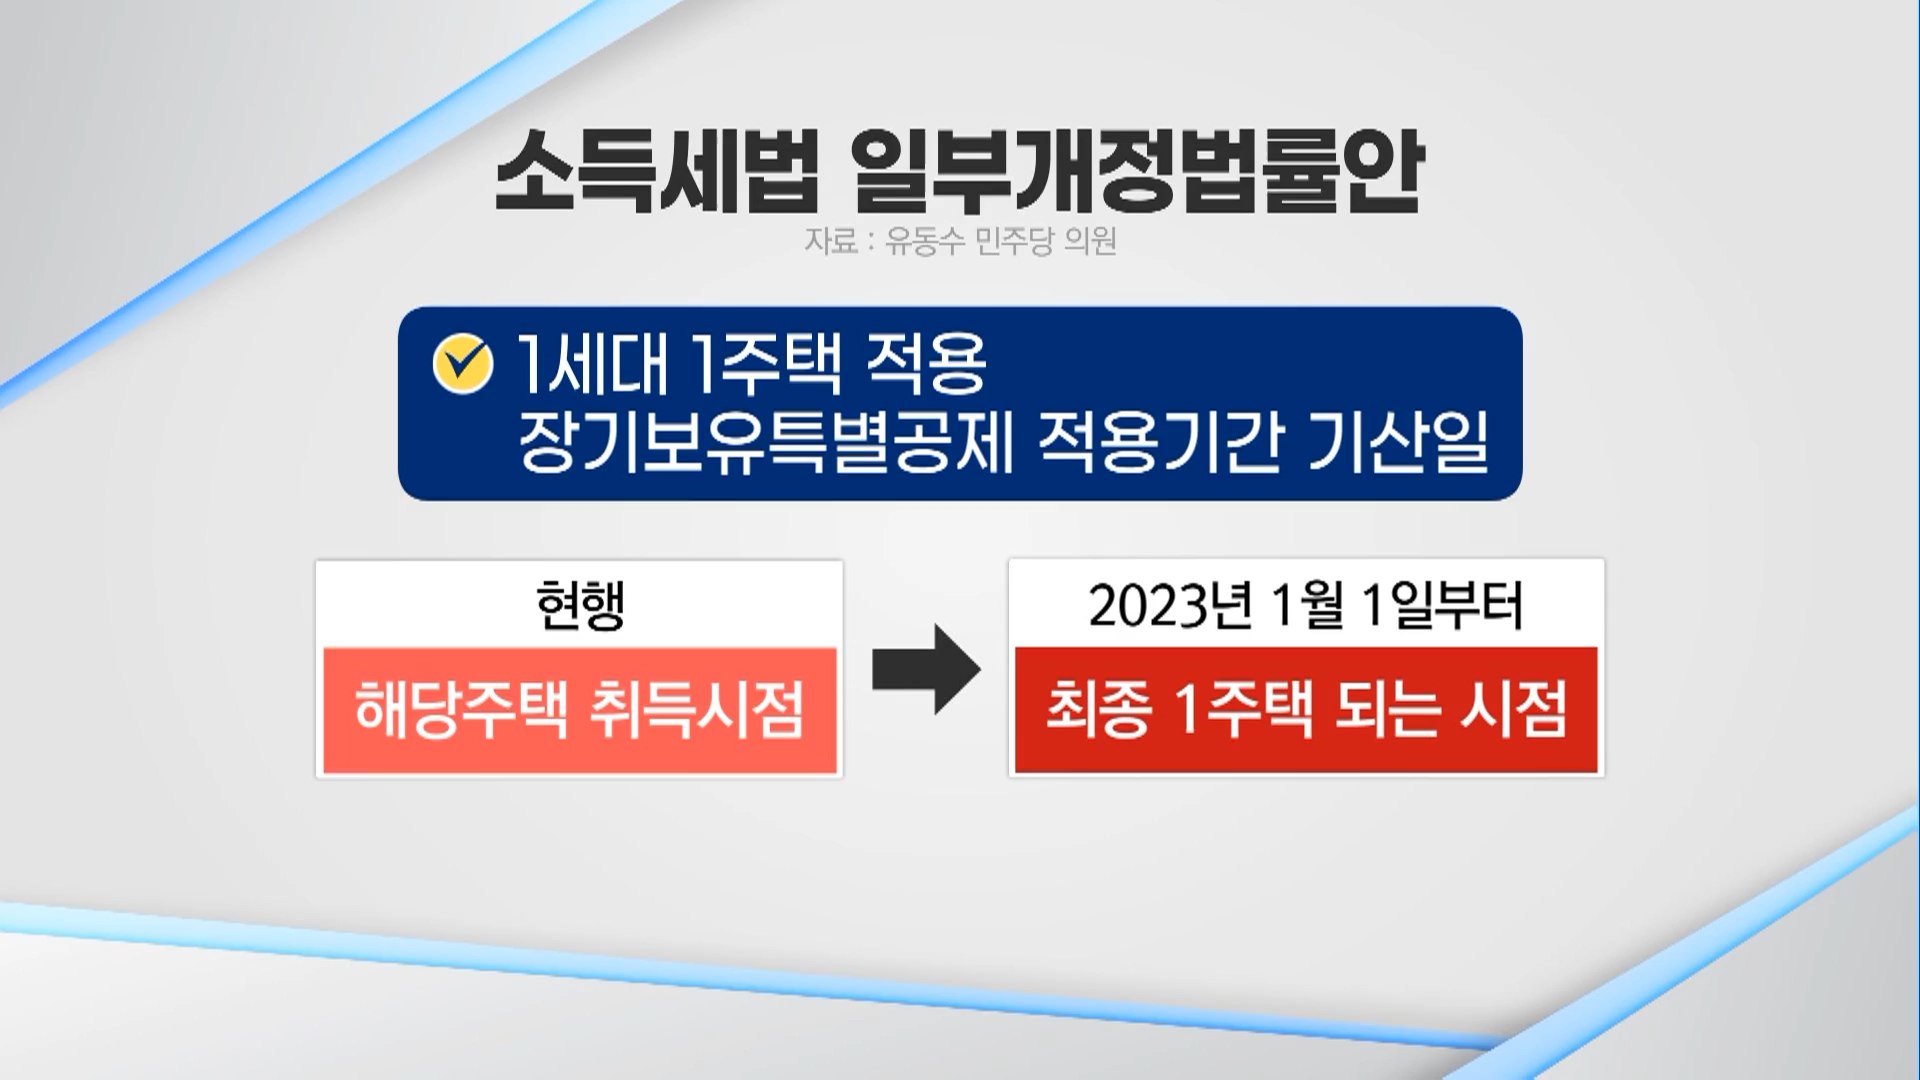 소득세법 일부개정법률안
자료 : 유동수 민주당 의원
1세대 1주택 적용
장기보유특별공제 적용기간 기산일
현행
해당주택 취득시점
2023년 1월 1일부터
최종 1주택 되는 시점